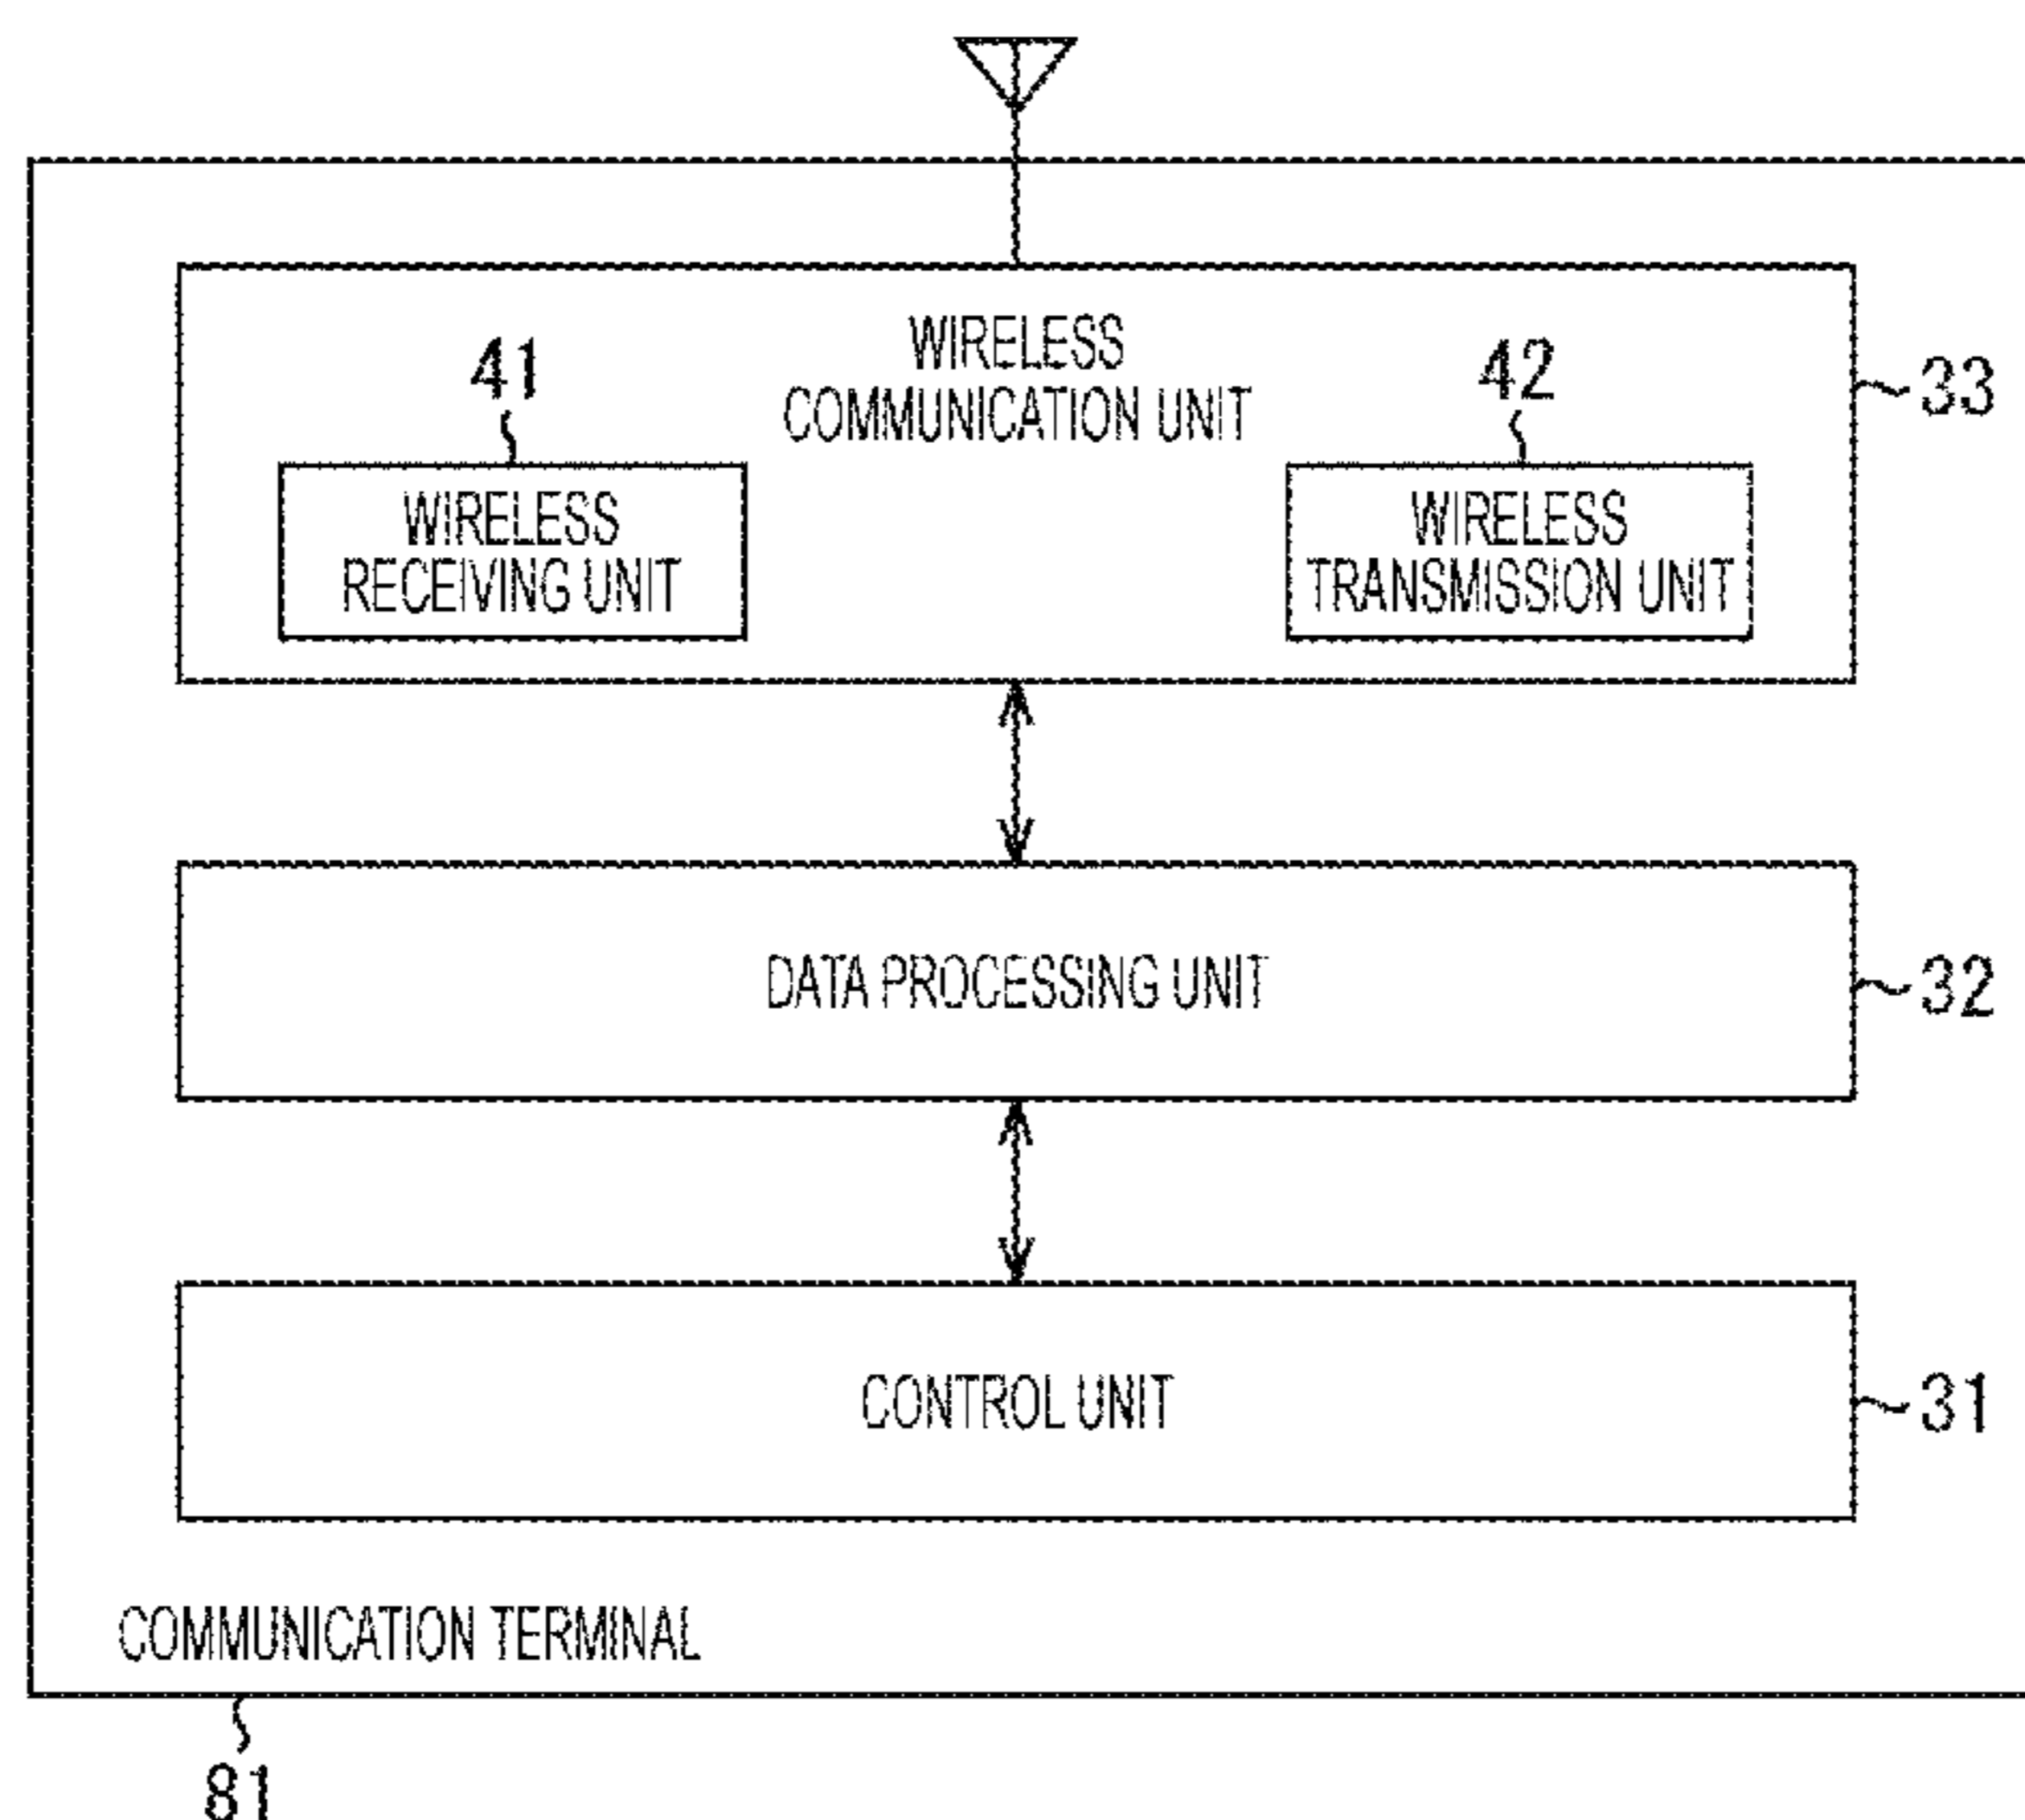 WIRELESS
COMMUNICATION UNIT
33
41
42
WIRELESS
RECEIVING UNIT
WIRELESS
TRANSMISSION UNIT
DATA PROCESSING UNIT
32
CONTROL UNIT
31
COMMUNICATION TERMINAL
81